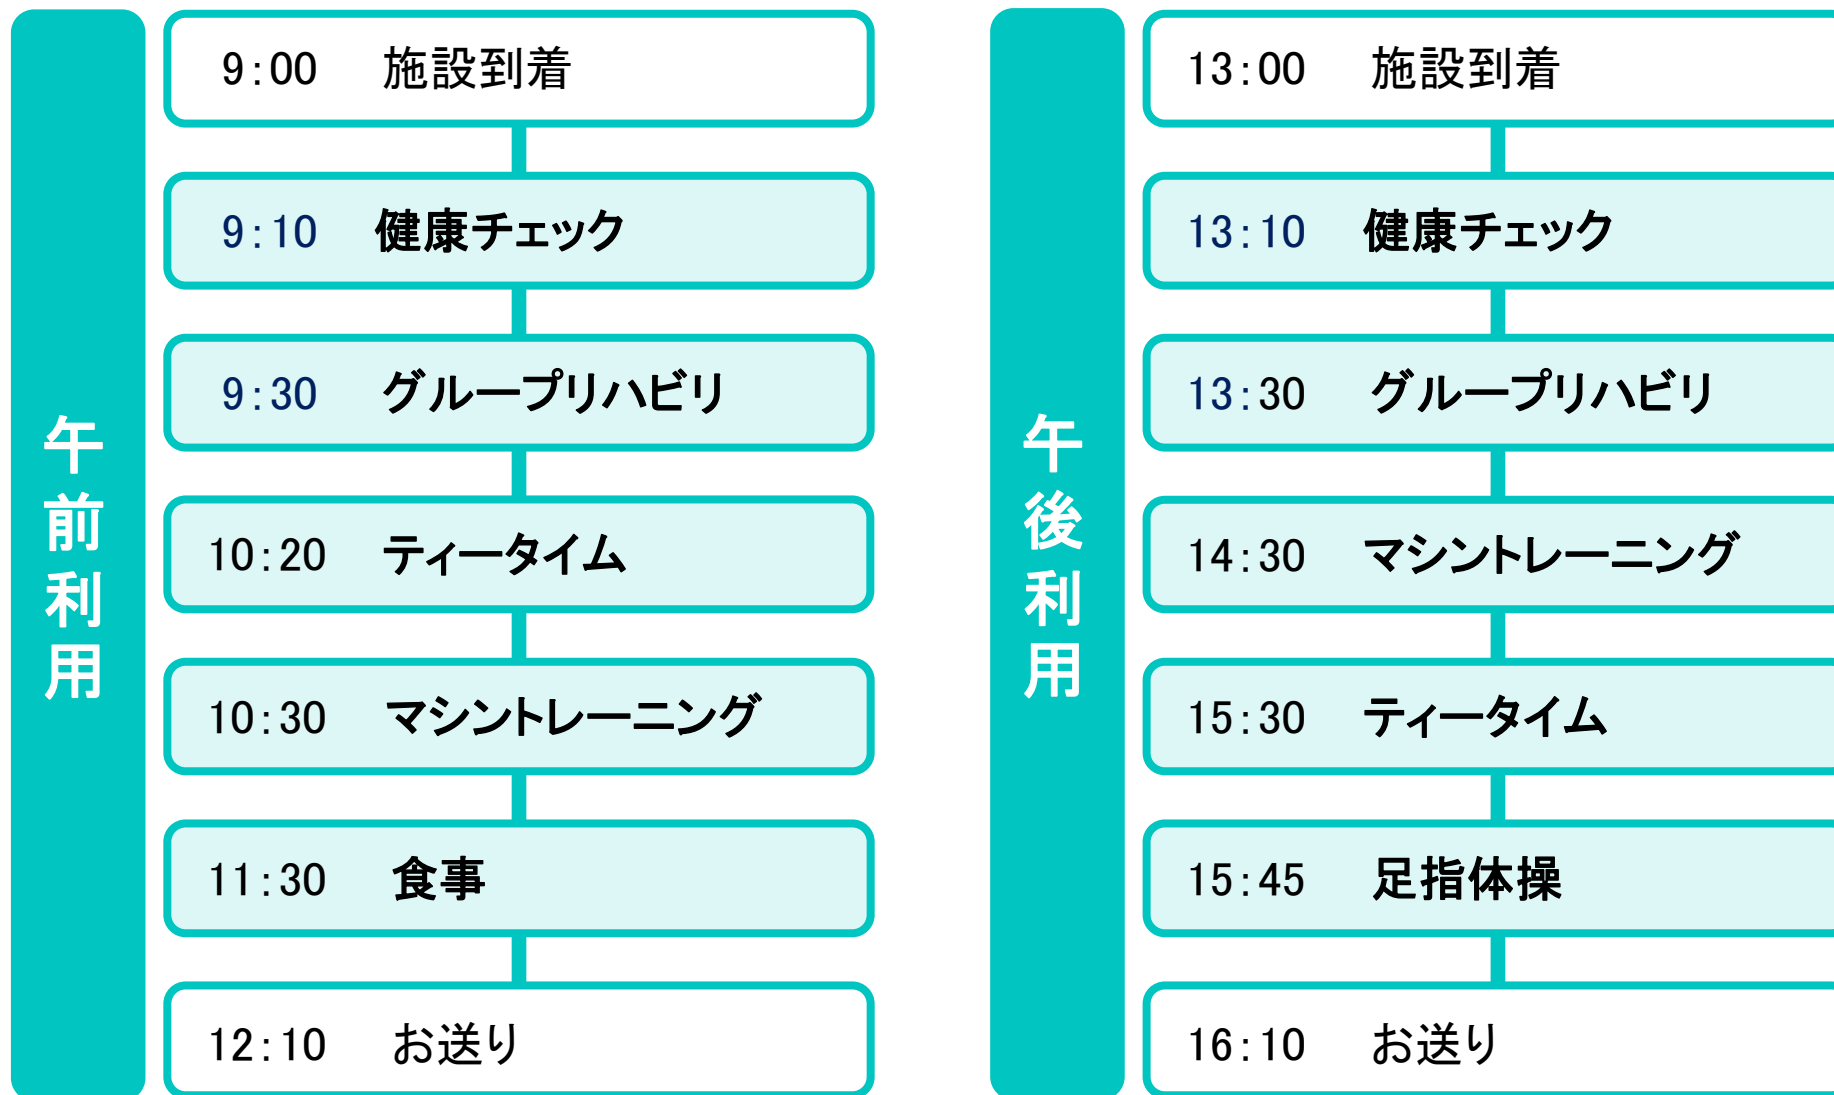 午前利用
9:00 施設到着
9:10 健康チェック
9:30 グループリハビリ
10:20 ティータイム
10:30 マシントレーニング
11:30 食事
12:10 お送り
午後利用
13:00 施設到着
13:10 健康チェック
13:30 グループリハビリ
14:30 マシントレーニング
15:30 ティータイム
15:45 足指体操
16:10 お送り